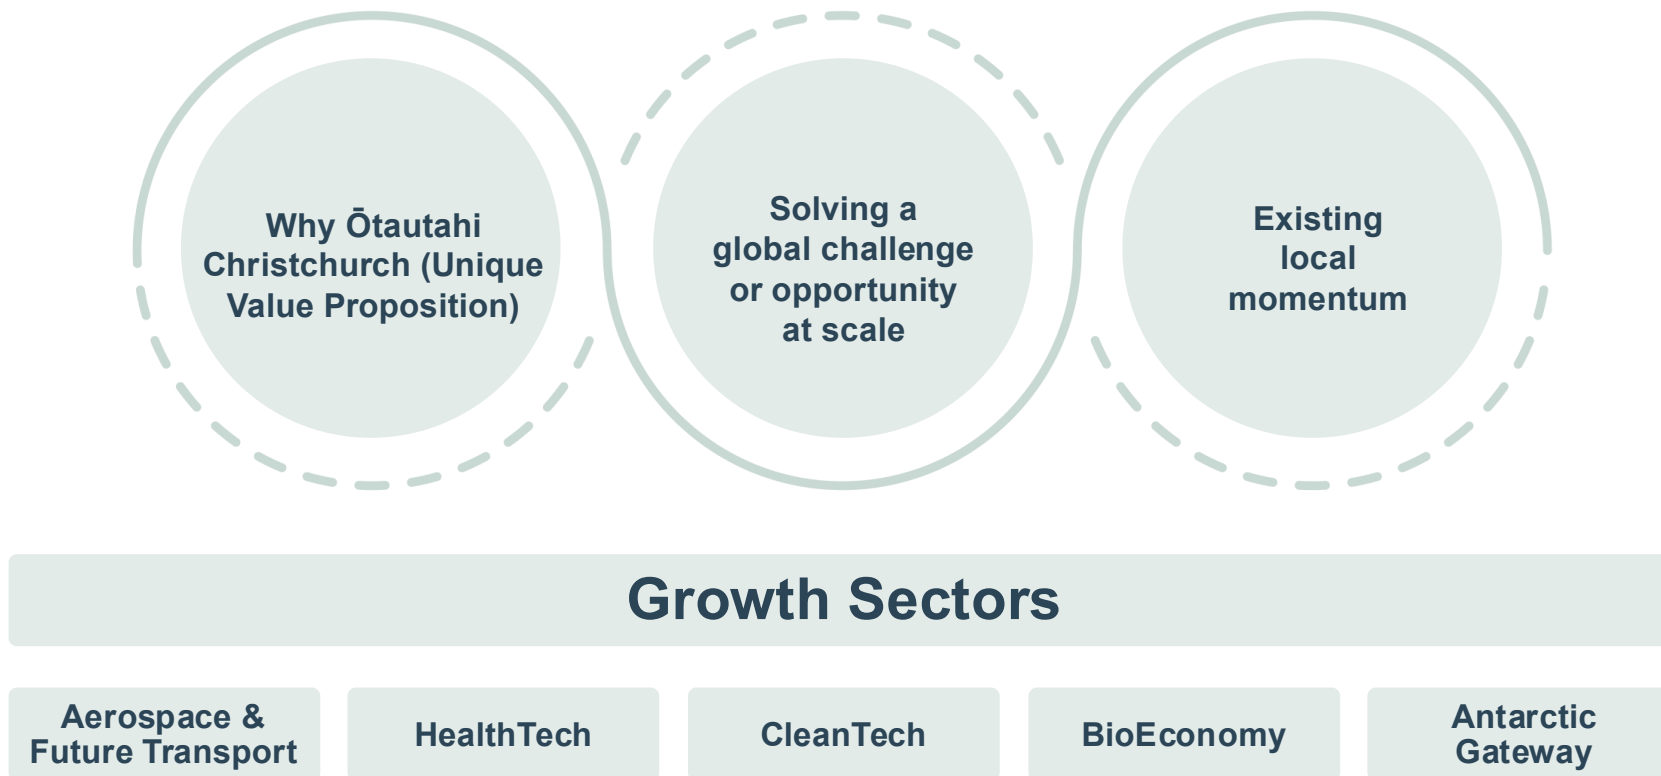 Why Ōtautahi
Christchurch (Unique
Value Proposition)
Solving a
global challenge
or opportunity
at scale
Existing
local
momentum
Growth Sectors
Aerospace &
Future Transport
HealthTech
CleanTech
BioEconomy
Antarctic
Gateway